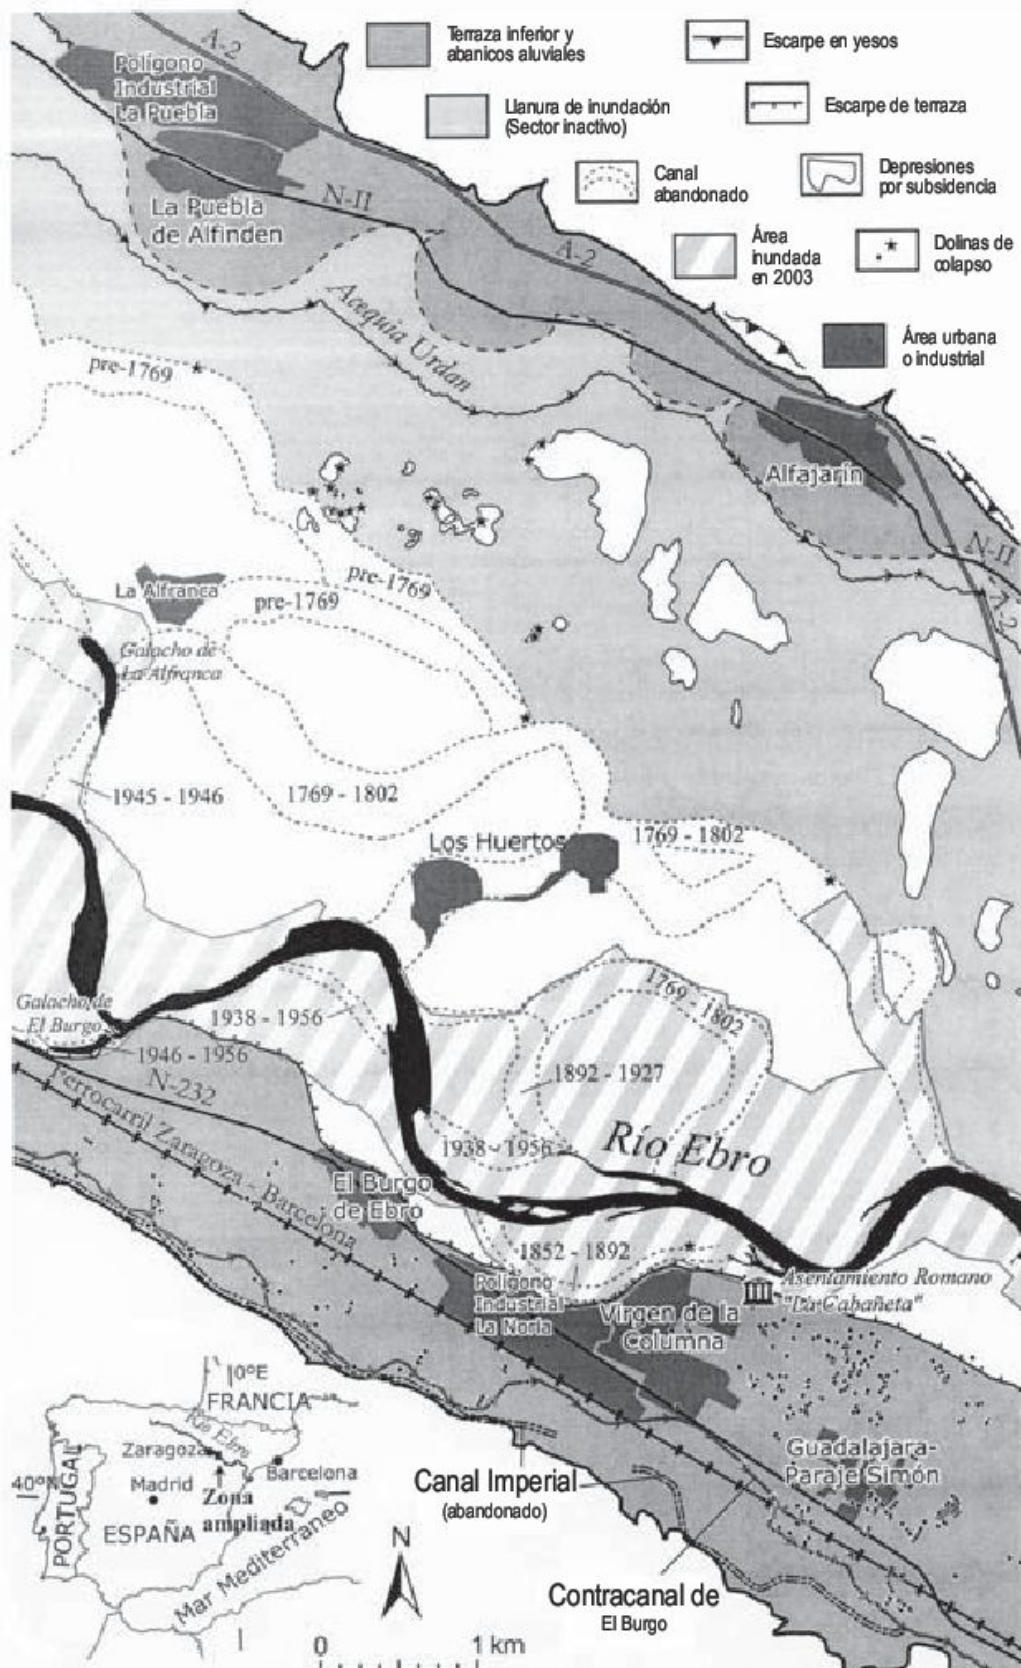 Terraza inferior y
abanicos aluviales
Escarpe en yesos
Llanura de inundación
(Sector inactivo)
Escarpe de terraza
Canal
abandonado
Depresiones
por subsidencia
Área
inundada
en 2003
Dolinas de
colapso
Área urbana
o industrial
A-2
Polígono
Industrial
La Puebla
N-II
La Puebla
de Alfinden
A-2
Acequia Urdan
pre-1769
Alfajarín
N-II
A-2
pre-1769
La Alfranca
pre-1769
Galacho de
La Alfranca
1945 - 1946
1769 - 1802
Los Huertos
1769 - 1802
Galacho de
El Burgo
1938 - 1956
1769 - 1802
1946 - 1956
1892 - 1927
N-232
Ferrocarril Zaragoza - Barcelona
1938 - 1956
Río Ebro
El Burgo
de Ebro
1852 - 1892
Polígono
Industrial
La Noria
Virgen de la
Columna
Asentamiento Romano
"La Cabañeta"
Guadalajara-
Paraje Simón
Canal Imperial
(abandonado)
Contracanal de
El Burgo
0°E
FRANCIA
Río Ebro
Zaragoza
Barcelona
40°N
Madrid
Zona
ampliada
PORTUGAL
ESPAÑA
Mar Mediterraneo
N
0
1 km